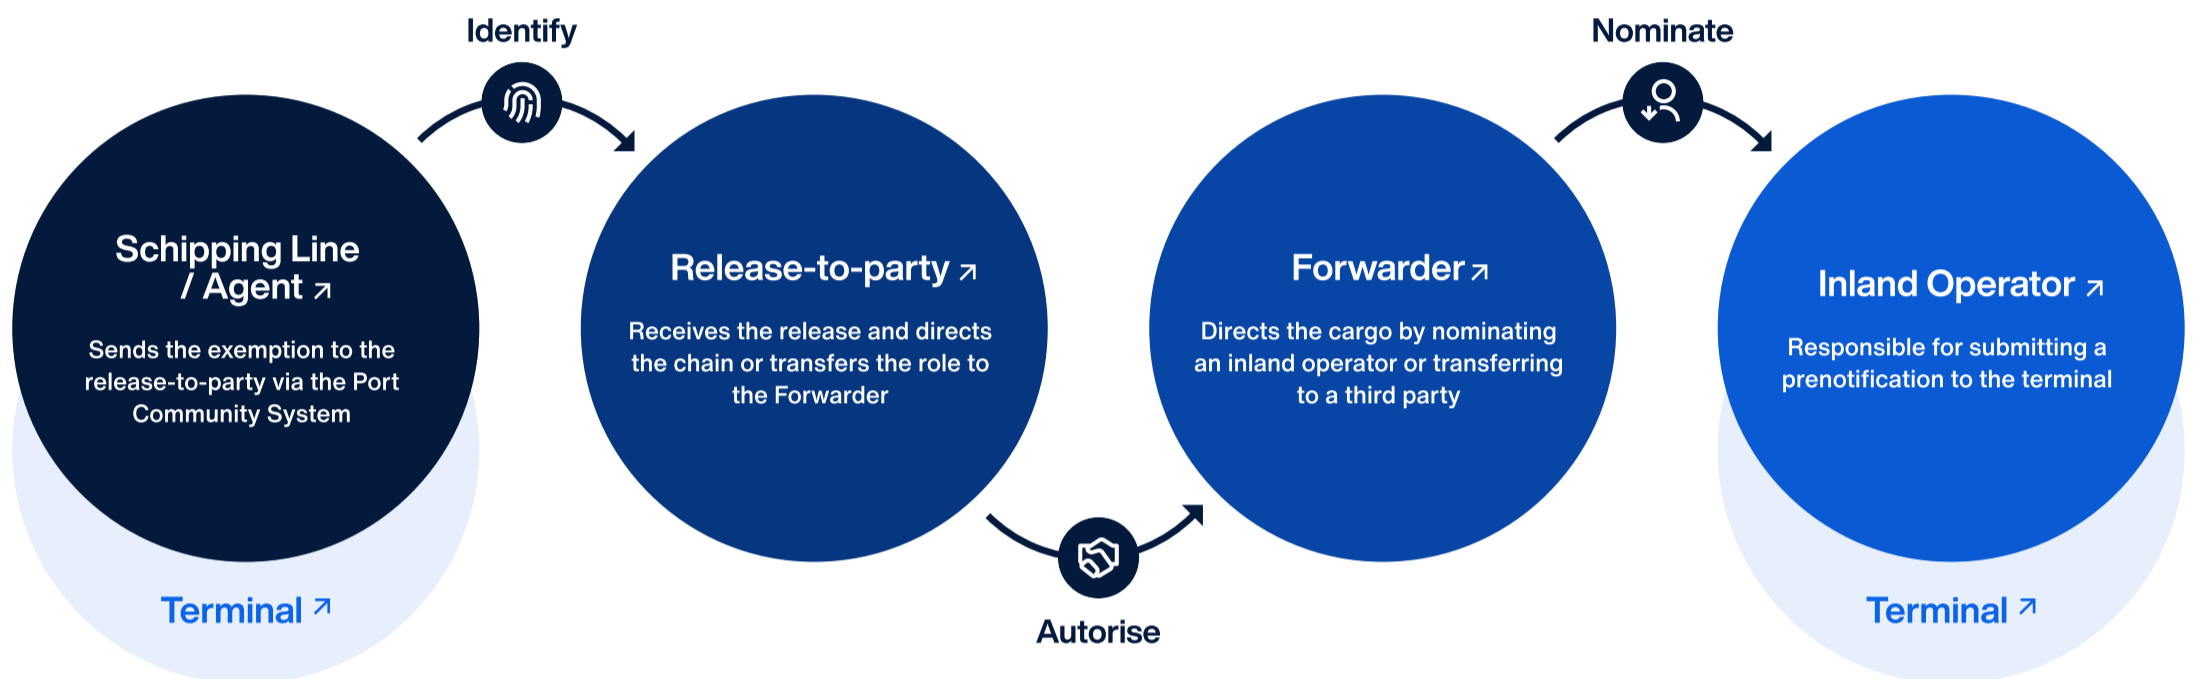 Identify
Nominate
Schipping Line
/ Agent
Sends the exemption to the
release-to-party via the Port
Community System
Terminal
Release-to-party
Receives the release and directs
the chain or transfers the role to
the Forwarder
Autorise
Forwarder
Directs the cargo by nominating
an inland operator or transferring
to a third party
Inland Operator
Responsible for submitting a
prenotification to the terminal
Terminal